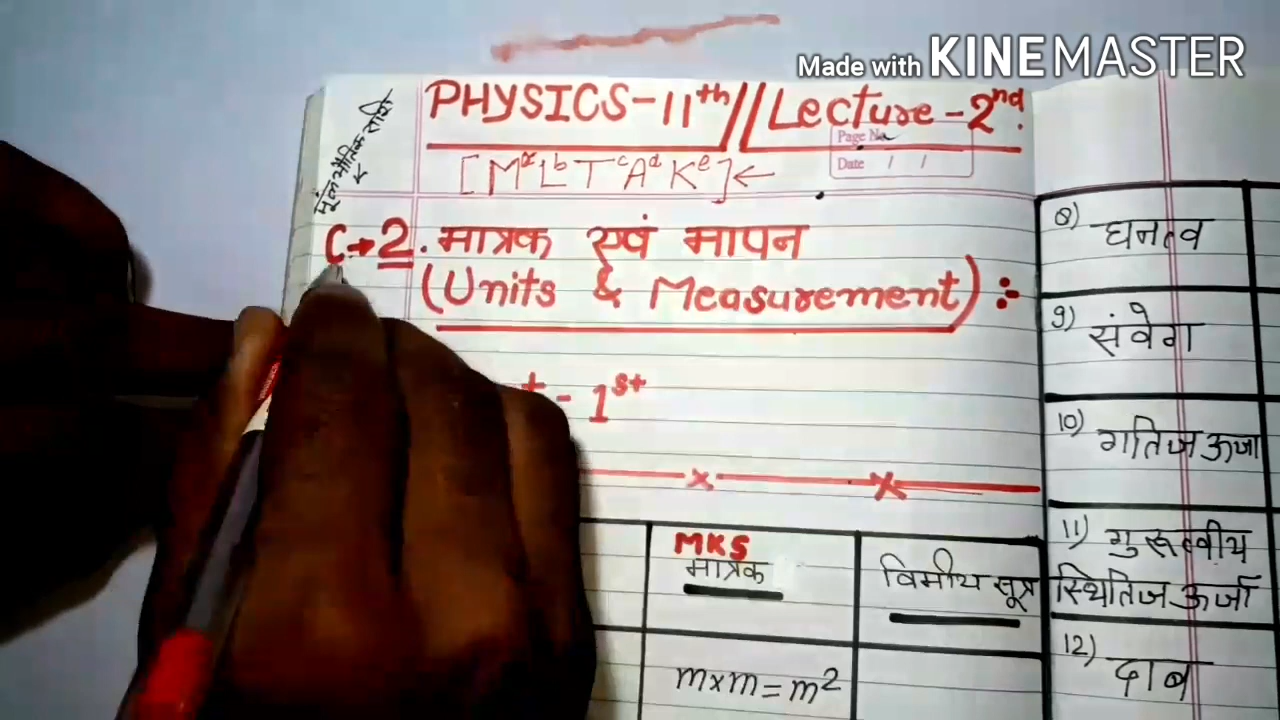 Made with KINEMASTER
PHYSICS-11th // Lecture-2nd.
Page No.
Date / /
[MaLbTcAdKe]←
मूल भौतिक राशि
C→2. मात्रक एवं मापन
(Units & Measurement) :-
- 1st
MKS
मात्रक
विमीय सूत्र
m×m=m²
8) घनत्व
9) संवेग
10) गतिज ऊर्जा
11) गुरूत्वीय
स्थितिज ऊर्जा
12) दाब